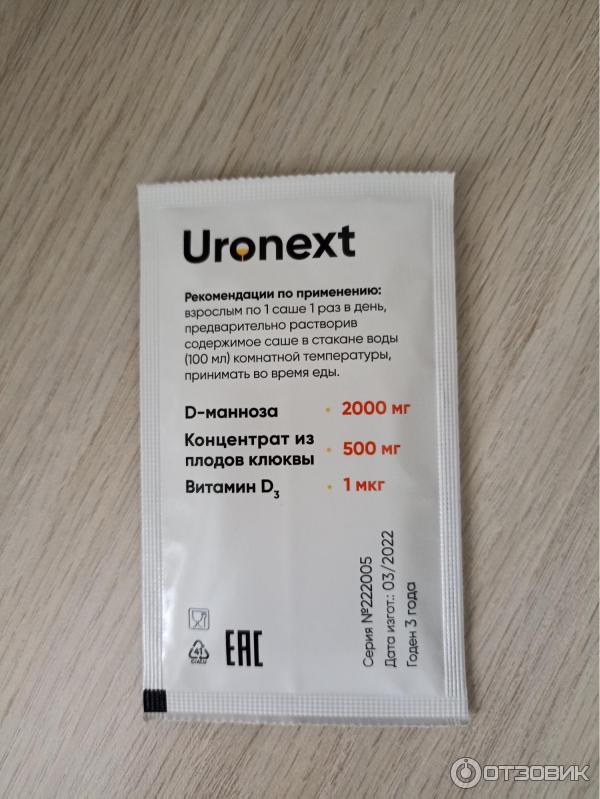 Uronext
Рекомендации по применению:
взрослым по 1 саше 1 раз в день,
предварительно растворив
содержимое саше в стакане воды
(100 мл) комнатной температуры,
принимать во время еды.
D-манноза • 2000 мг
Концентрат из
плодов клюквы • 500 мг
Витамин D3 • 1 мкг
Серия №222005
Дата изгот.: 03/2022
Годен 3 года
41
C/ALU
EAC
ОТЗОВИК